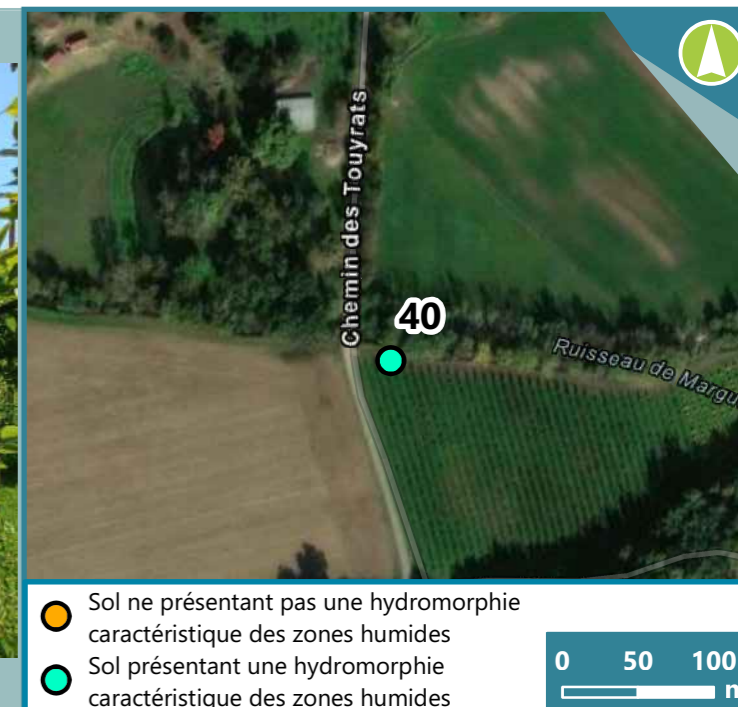 Chemin des Touyrats
40
Ruisseau de Margu
Sol ne présentant pas une hydromorphie
caractéristique des zones humides
Sol présentant une hydromorphie
caractéristique des zones humides
0 50 100